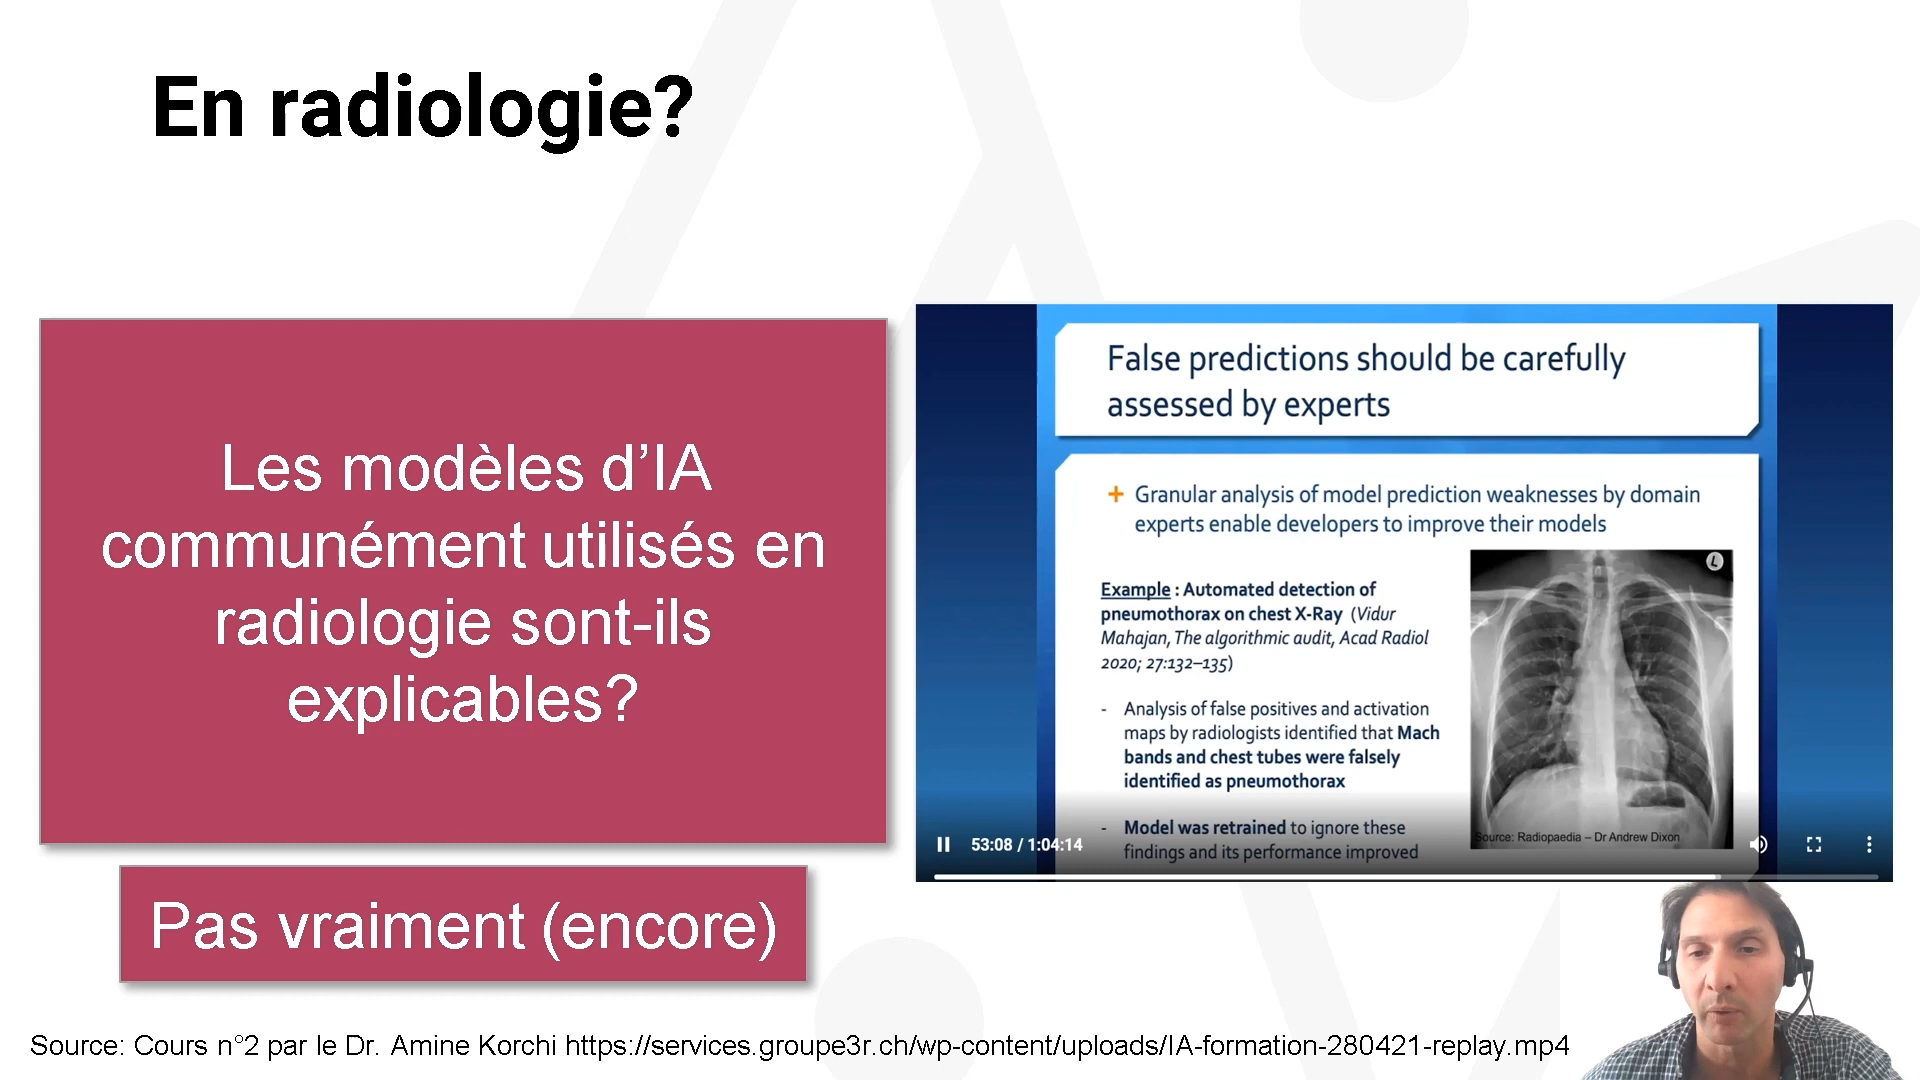 En radiologie?
Les modèles d’IA
communément utilisés en
radiologie sont-ils
explicables?
Pas vraiment (encore)
False predictions should be carefully
assessed by experts
+ Granular analysis of model prediction weaknesses by domain
experts enable developers to improve their models
Example : Automated detection of
pneumothorax on chest X-Ray (Vidur
Mahajan, The algorithmic audit, Acad Radiol
2020; 27:132–135)
- Analysis of false positives and activation
maps by radiologists identified that Mach
bands and chest tubes were falsely
identified as pneumothorax
- Model was retrained to ignore these
findings and its performance improved
L
Source: Radiopaedia – Dr Andrew Dixon
53:08 / 1:04:14
Source: Cours n°2 par le Dr. Amine Korchi https://services.groupe3r.ch/wp-content/uploads/IA-formation-280421-replay.mp4